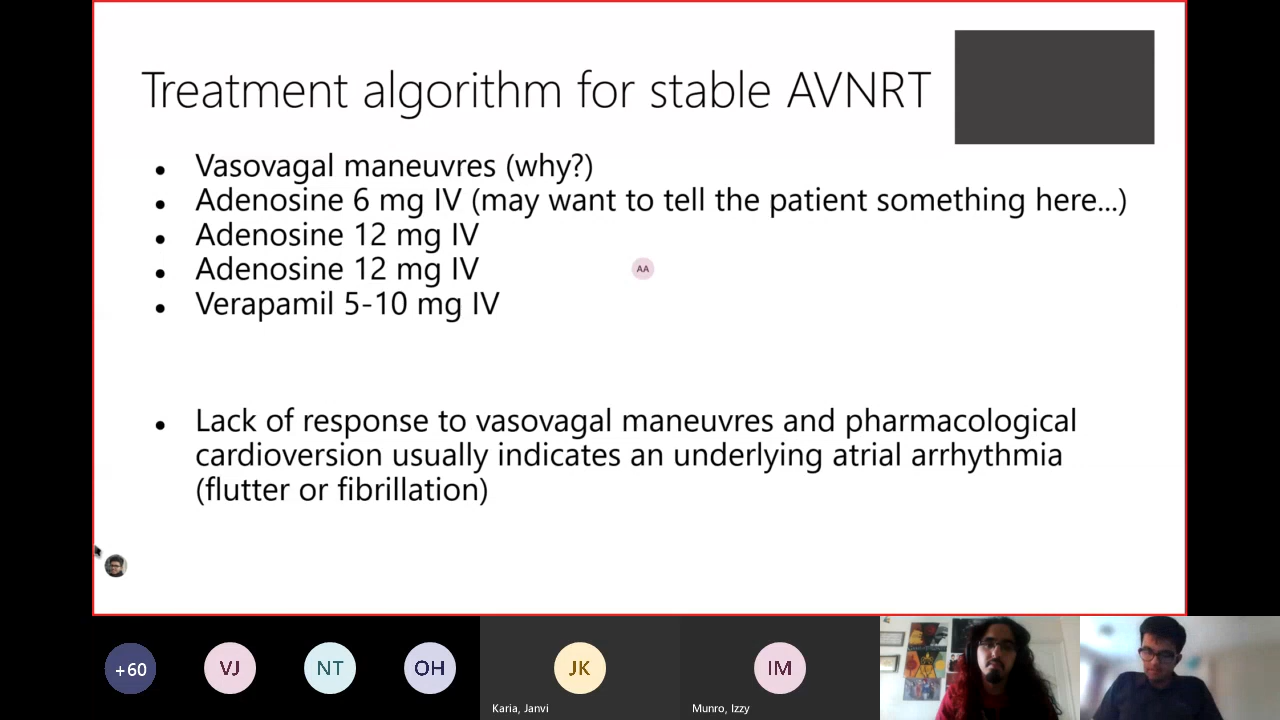 Treatment algorithm for stable AVNRT
• Vasovagal maneuvres (why?)
• Adenosine 6 mg IV (may want to tell the patient something here...)
• Adenosine 12 mg IV
• Adenosine 12 mg IV
AA
• Verapamil 5-10 mg IV
• Lack of response to vasovagal maneuvres and pharmacological
cardioversion usually indicates an underlying atrial arrhythmia
(flutter or fibrillation)
+60
VJ
NT
OH
JK
IM
Karia, Janvi
Munro, Izzy